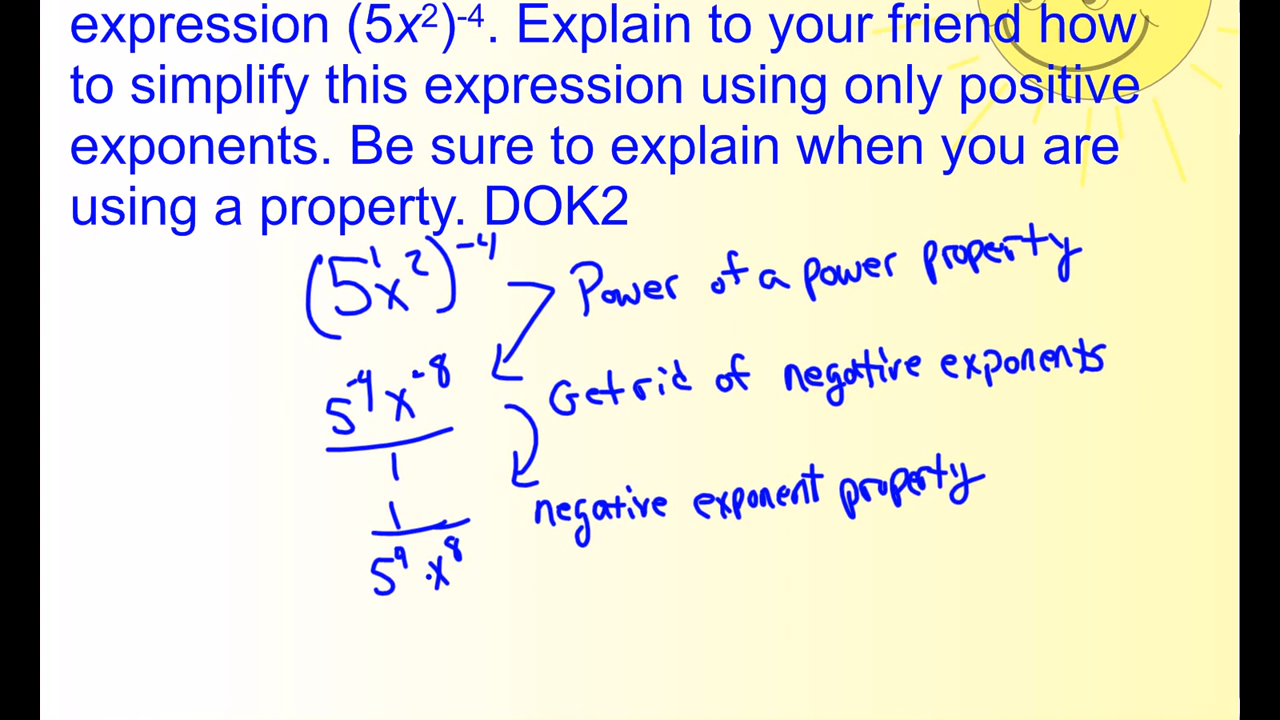 expression (5x²)⁻⁴. Explain to your friend how
to simplify this expression using only positive
exponents. Be sure to explain when you are
using a property. DOK2
(5¹x²)⁻⁴ Power of a power property
5⁻⁴x⁻⁸ Get rid of negative exponents
1
1 negative exponent property
5⁴·x⁸